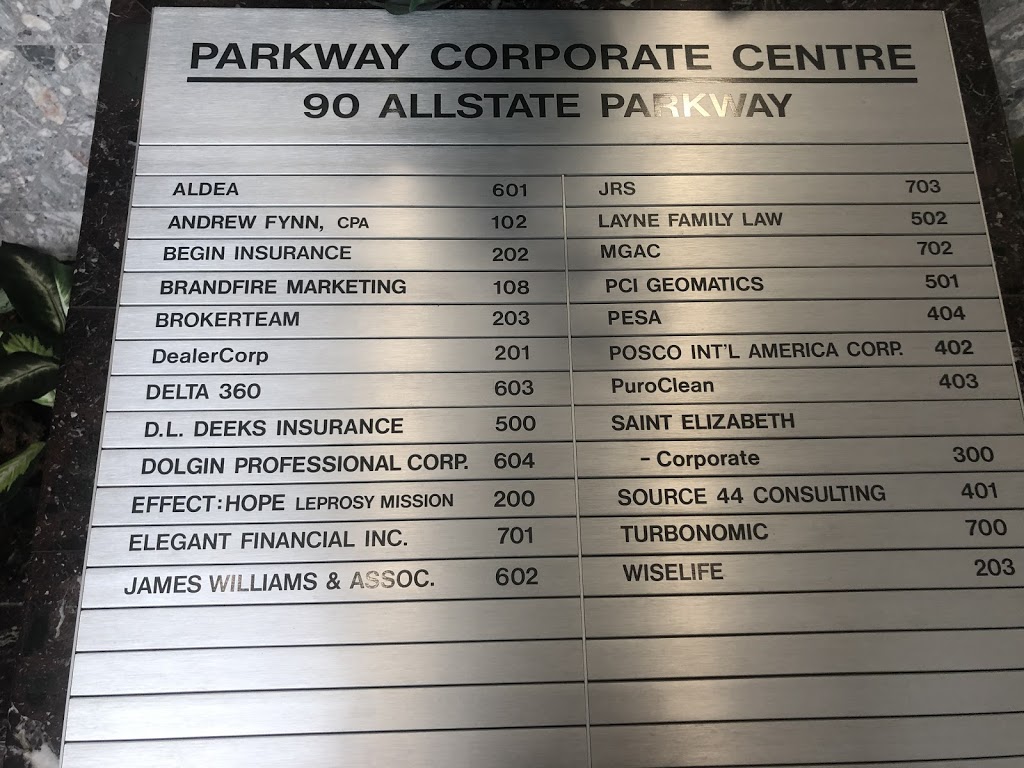 PARKWAY CORPORATE CENTRE
90 ALLSTATE PARKWAY
ALDEA 601
ANDREW FYNN, CPA 102
BEGIN INSURANCE 202
BRANDFIRE MARKETING 108
BROKERTEAM 203
DealerCorp 201
DELTA 360 603
D.L. DEEKS INSURANCE 500
DOLGIN PROFESSIONAL CORP. 604
EFFECT:HOPE LEPROSY MISSION 200
ELEGANT FINANCIAL INC. 701
JAMES WILLIAMS & ASSOC. 602
JRS 703
LAYNE FAMILY LAW 502
MGAC 702
PCI GEOMATICS 501
PESA 404
POSCO INT'L AMERICA CORP. 402
PuroClean 403
SAINT ELIZABETH
- Corporate 300
SOURCE 44 CONSULTING 401
TURBONOMIC 700
WISELIFE 203